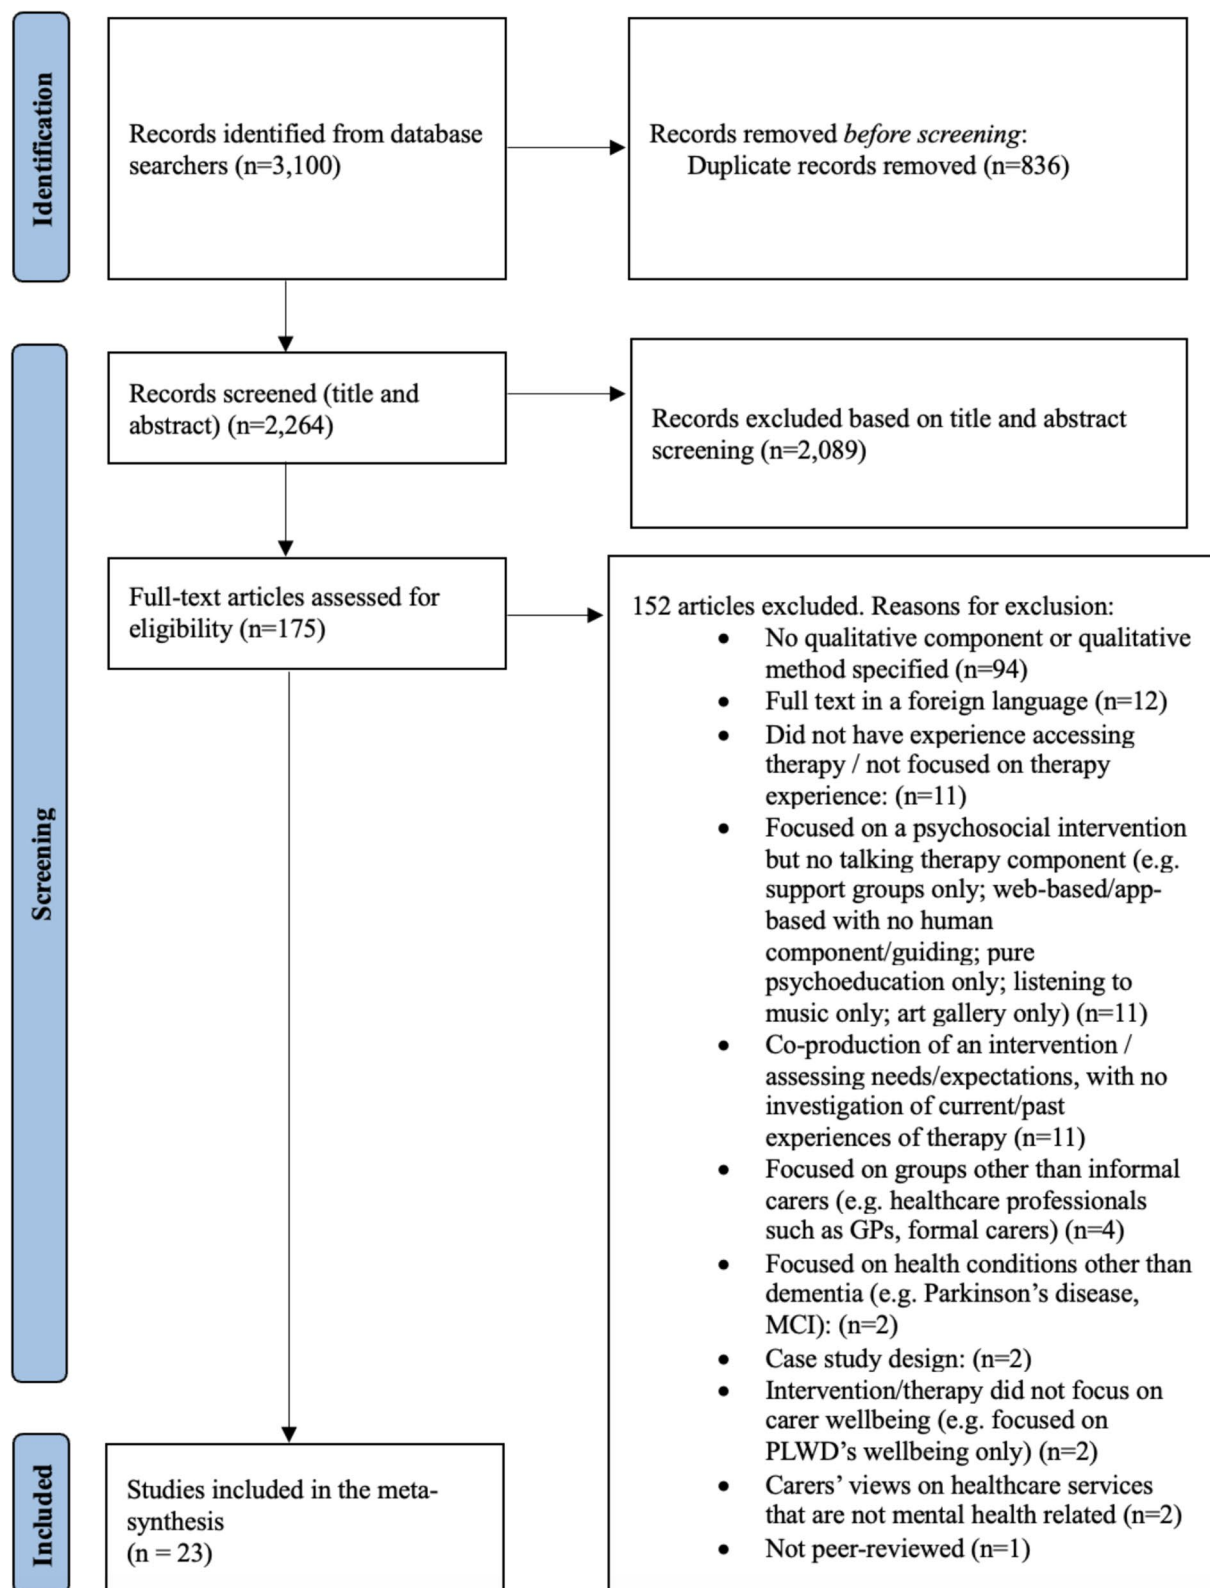 Identification
Records identified from database
searchers (n=3,100)
Records removed before screening:
Duplicate records removed (n=836)
Screening
Records screened (title and
abstract) (n=2,264)
Records excluded based on title and abstract
screening (n=2,089)
Full-text articles assessed for
eligibility (n=175)
152 articles excluded. Reasons for exclusion:
• No qualitative component or qualitative
method specified (n=94)
• Full text in a foreign language (n=12)
• Did not have experience accessing
therapy / not focused on therapy
experience: (n=11)
• Focused on a psychosocial intervention
but no talking therapy component (e.g.
support groups only; web-based/app-
based with no human
component/guiding; pure
psychoeducation only; listening to
music only; art gallery only) (n=11)
• Co-production of an intervention /
assessing needs/expectations, with no
investigation of current/past
experiences of therapy (n=11)
• Focused on groups other than informal
carers (e.g. healthcare professionals
such as GPs, formal carers) (n=4)
• Focused on health conditions other than
dementia (e.g. Parkinson’s disease,
MCI): (n=2)
• Case study design: (n=2)
• Intervention/therapy did not focus on
carer wellbeing (e.g. focused on
PLWD’s wellbeing only) (n=2)
• Carers’ views on healthcare services
that are not mental health related (n=2)
• Not peer-reviewed (n=1)
Included
Studies included in the meta-
synthesis
(n = 23)